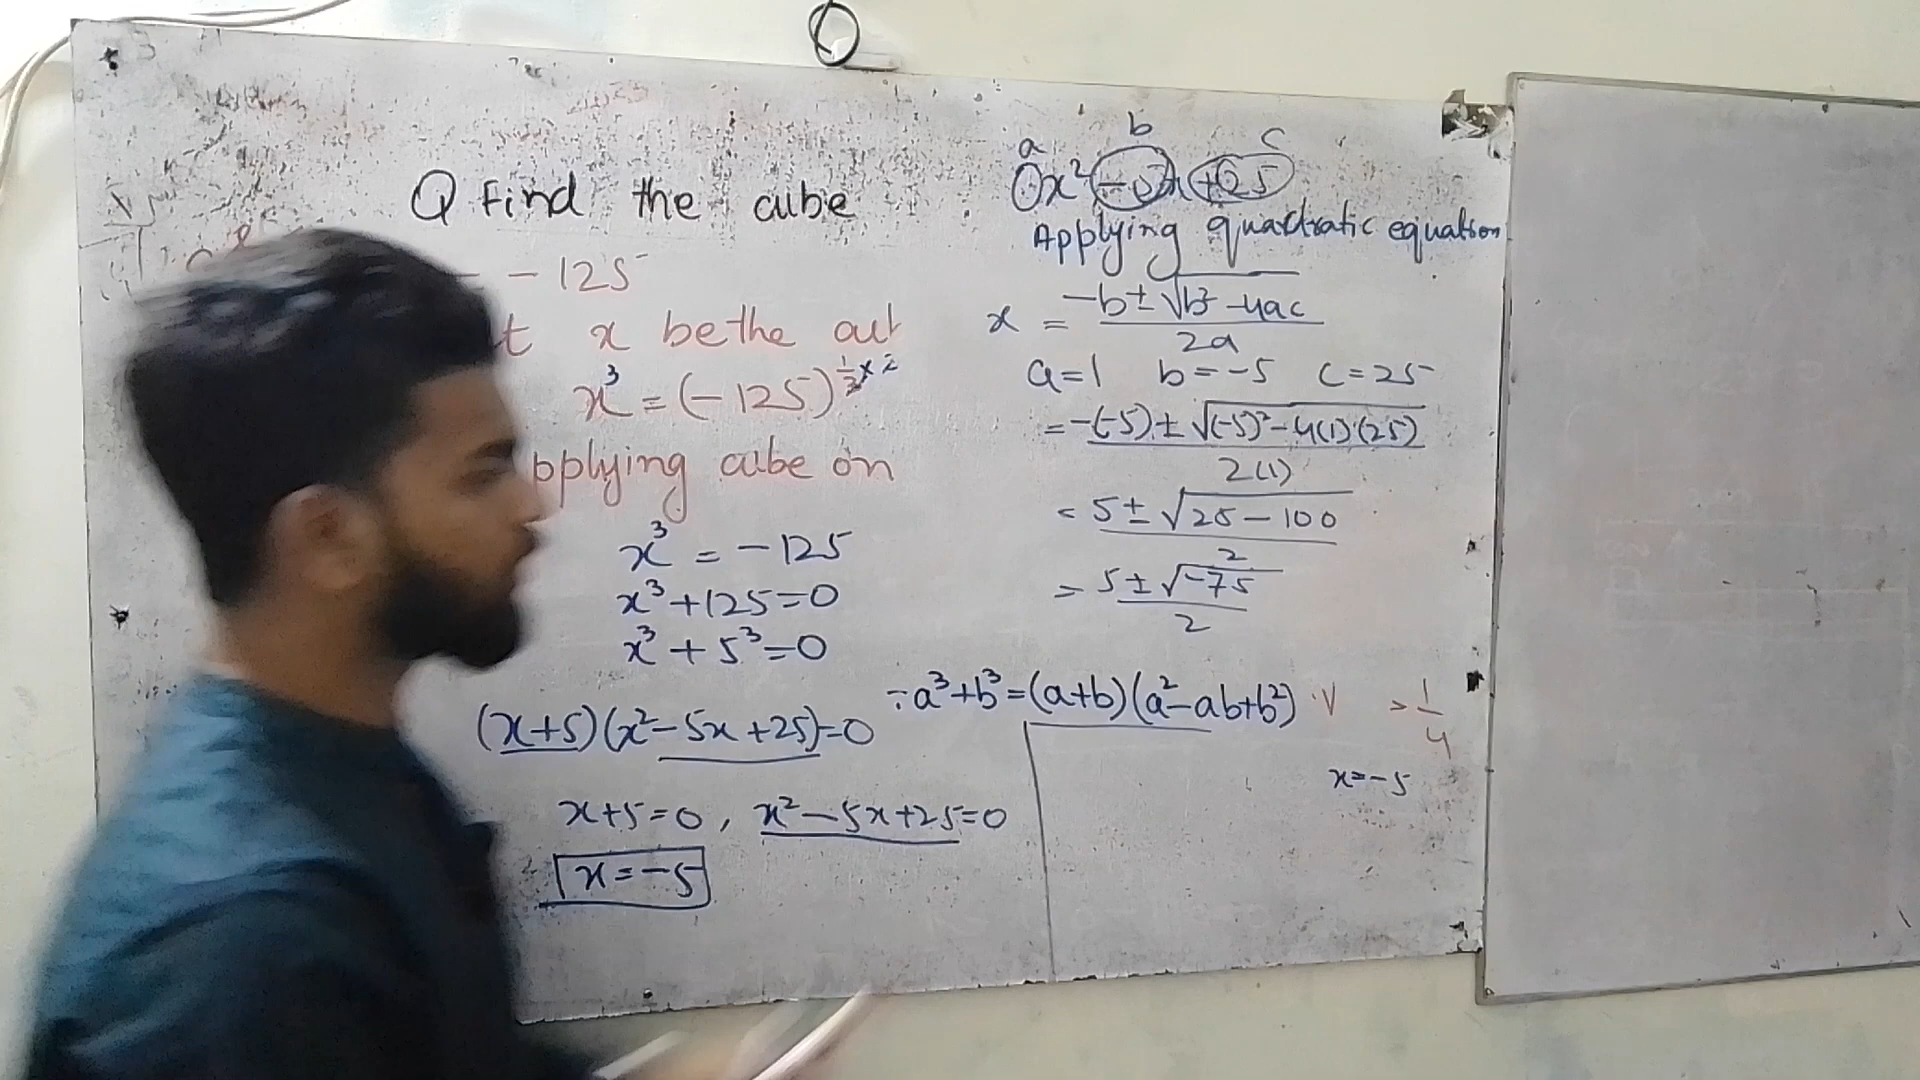 Q Find the cube
- 125
x be the
x³ = (-125)^(1/3 ×
pplying cube on
x³ = -125
x³ + 125 = 0
x³ + 5³ = 0
(x+5)(x²-5x+25)=0
x+5=0, x²-5x+25=0
x=-5
a b c
x² +25
Applying quadratic equation
x = (-b±√(b²-4ac))/(2a)
a=1 b=-5 c=25
= (-(-5)±√((-5)²-4(1)(25)))/(2(1))
= (5±√(25-100))/2
= (5±√(-75))/2
∵a³+b³=(a+b)(a²-ab+b²)
1/4
x=-5